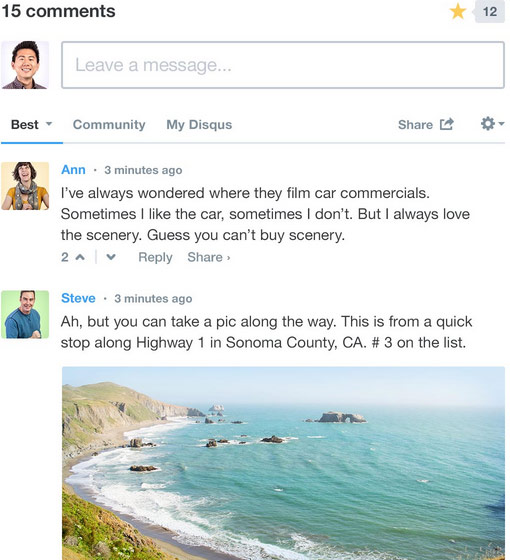 15 comments
12
Leave a message...
Best
Community
My Disqus
Share
Ann · 3 minutes ago
I’ve always wondered where they film car commercials.
Sometimes I like the car, sometimes I don’t. But I always love
the scenery. Guess you can’t buy scenery.
2
Reply
Share ›
Steve · 3 minutes ago
Ah, but you can take a pic along the way. This is from a quick
stop along Highway 1 in Sonoma County, CA. # 3 on the list.